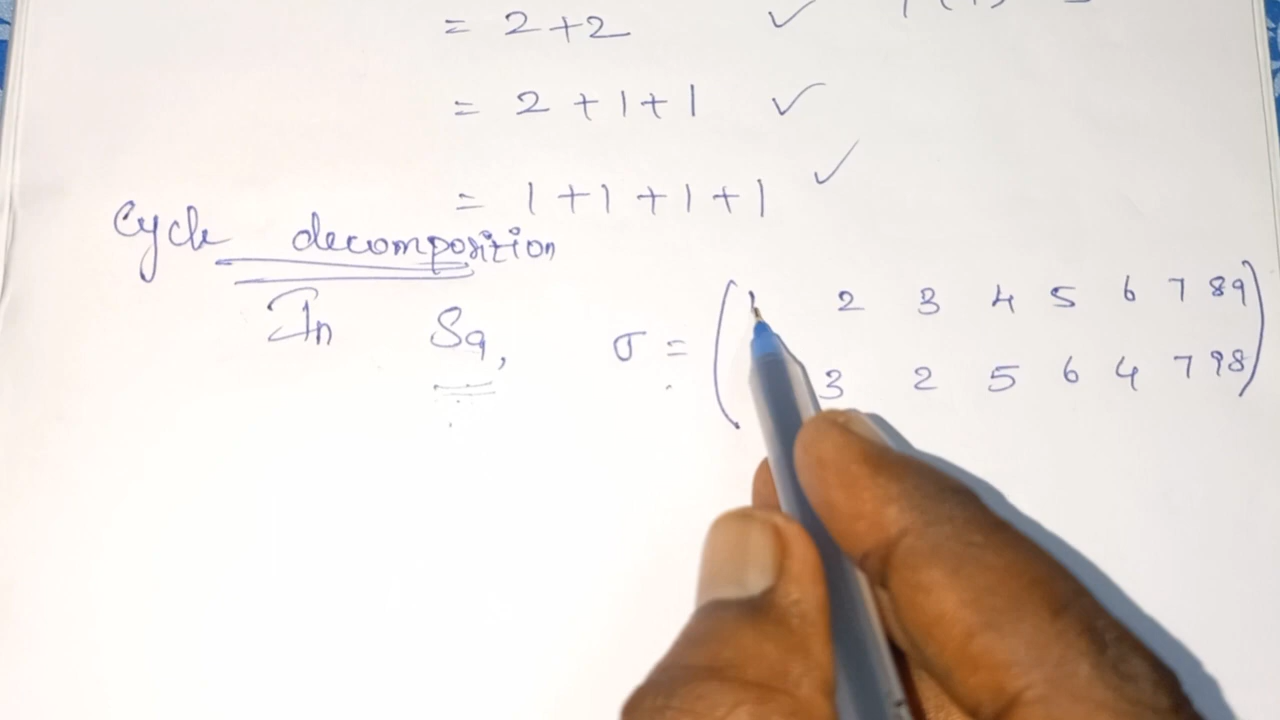 = 2+2 ✓
= 2+1+1 ✓
= 1+1+1+1 ✓
Cycle decomposition
In S9, σ = ( 1 2 3 4 5 6 7 8 9 )
3 2 5 6 4 7 9 8